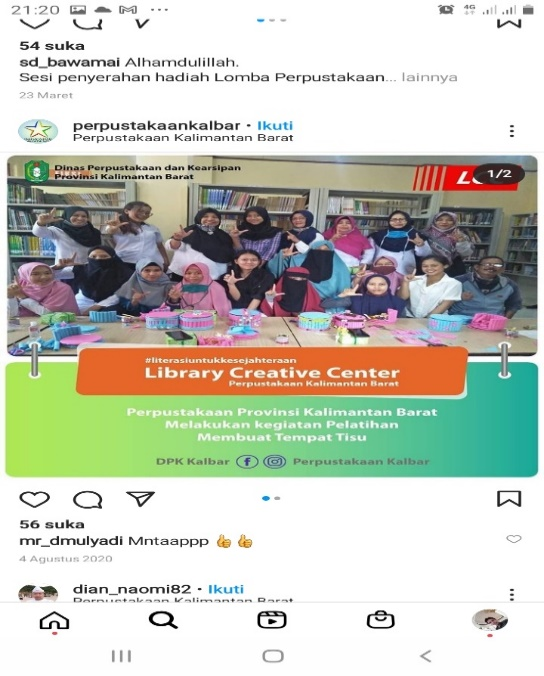 21:20
4G
54 suka
sd_bawamai Alhamdulillah.
Sesi penyerahan hadiah Lomba Perpustakaan... lainnya
23 Maret
perpustakaankalbar • Ikuti
Perpustakaan Kalimantan Barat
Dinas Perpustakaan dan Kearsipan
Provinsi Kalimantan Barat
1/2
#literasiuntukkesejahteraan
Library Creative Center
Perpustakaan Kalimantan Barat
Perpustakaan Provinsi Kalimantan Barat
Melakukan kegiatan Pelatihan
Membuat Tempat Tisu
DPK Kalbar Perpustakaan Kalbar
56 suka
mr_dmulyadi Mntaappp 👍👍
4 Agustus 2020
dian_naomi82 • Ikuti
Perpustakaan Kalimantan Barat